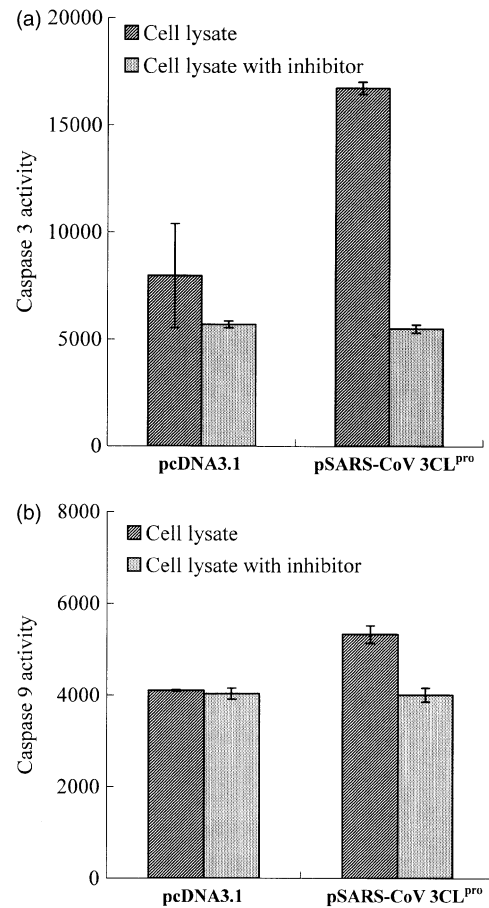 (a)
20000
15000
10000
5000
0
Caspase 3 activity
Cell lysate
Cell lysate with inhibitor
pcDNA3.1
pSARS-CoV 3CLpro
(b)
8000
6000
4000
2000
0
Caspase 9 activity
Cell lysate
Cell lysate with inhibitor
pcDNA3.1
pSARS-CoV 3CLpro